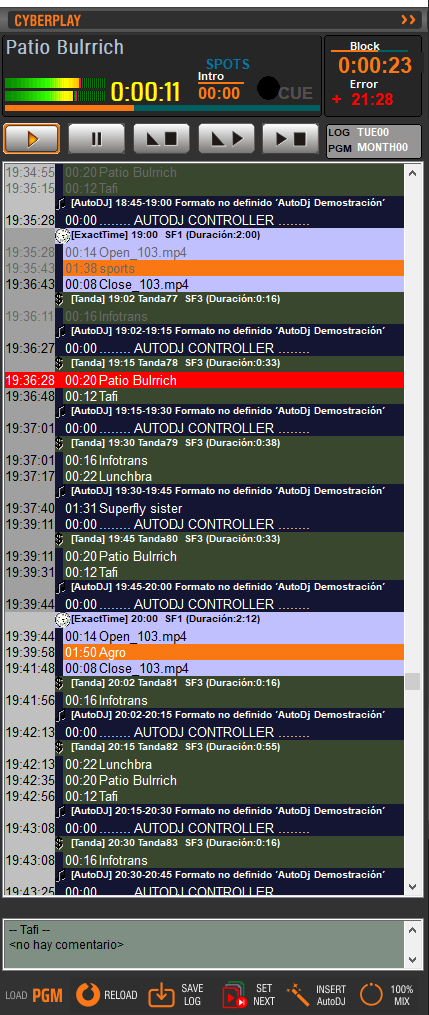 CYBERPLAY >>
Patio Bulrrich
SPOTS
Intro
0:00:11 00:00 CUE
Block
0:00:23
Error
+ 21:28
LOG TUE00
PGM MONTH00
19:34:55 00:20 Patio Bulrrich
19:35:15 00:12 Tafi
[AutoDJ] 18:45-19:00 Formato no definido ´AutoDj Demostración´
19:35:28 00:00 ........ AUTODJ CONTROLLER ........
[ExactTime] 19:00 SF1 (Duración:2:00)
19:35:28 00:14 Open_103.mp4
19:35:43 01:38 sports
19:36:43 00:08 Close_103.mp4
$ [Tanda] 19:02 Tanda77 SF3 (Duración:0:16)
19:36:11 00:16 Infotrans
[AutoDJ] 19:02-19:15 Formato no definido ´AutoDj Demostración´
19:36:27 00:00 ........ AUTODJ CONTROLLER ........
$ [Tanda] 19:15 Tanda78 SF3 (Duración:0:33)
19:36:28 00:20 Patio Bulrrich
19:36:48 00:12 Tafi
[AutoDJ] 19:15-19:30 Formato no definido ´AutoDj Demostración´
19:37:01 00:00 ........ AUTODJ CONTROLLER ........
$ [Tanda] 19:30 Tanda79 SF3 (Duración:0:38)
19:37:01 00:16 Infotrans
19:37:17 00:22 Lunchbra
[AutoDJ] 19:30-19:45 Formato no definido ´AutoDj Demostración´
19:37:40 01:31 Superfly sister
19:39:11 00:00 ........ AUTODJ CONTROLLER ........
$ [Tanda] 19:45 Tanda80 SF3 (Duración:0:33)
19:39:11 00:20 Patio Bulrrich
19:39:31 00:12 Tafi
[AutoDJ] 19:45-20:00 Formato no definido ´AutoDj Demostración´
19:39:44 00:00 ........ AUTODJ CONTROLLER ........
[ExactTime] 20:00 SF1 (Duración:2:12)
19:39:44 00:14 Open_103.mp4
19:39:58 01:50 Agro
19:41:48 00:08 Close_103.mp4
$ [Tanda] 20:02 Tanda81 SF3 (Duración:0:16)
19:41:56 00:16 Infotrans
[AutoDJ] 20:02-20:15 Formato no definido ´AutoDj Demostración´
19:42:13 00:00 ........ AUTODJ CONTROLLER ........
$ [Tanda] 20:15 Tanda82 SF3 (Duración:0:55)
19:42:13 00:22 Lunchbra
19:42:35 00:20 Patio Bulrrich
19:42:56 00:12 Tafi
[AutoDJ] 20:15-20:30 Formato no definido ´AutoDj Demostración´
19:43:08 00:00 ........ AUTODJ CONTROLLER ........
$ [Tanda] 20:30 Tanda83 SF3 (Duración:0:16)
19:43:08 00:16 Infotrans
[AutoDJ] 20:30-20:45 Formato no definido ´AutoDj Demostración´
19:43:25 00:00 ........ AUTODJ CONTROLLER ........
-- Tafi --
<no hay comentario>
LOAD PGM
RELOAD
SAVE
LOG
SET
NEXT
INSERT
AutoDJ
100%
MIX